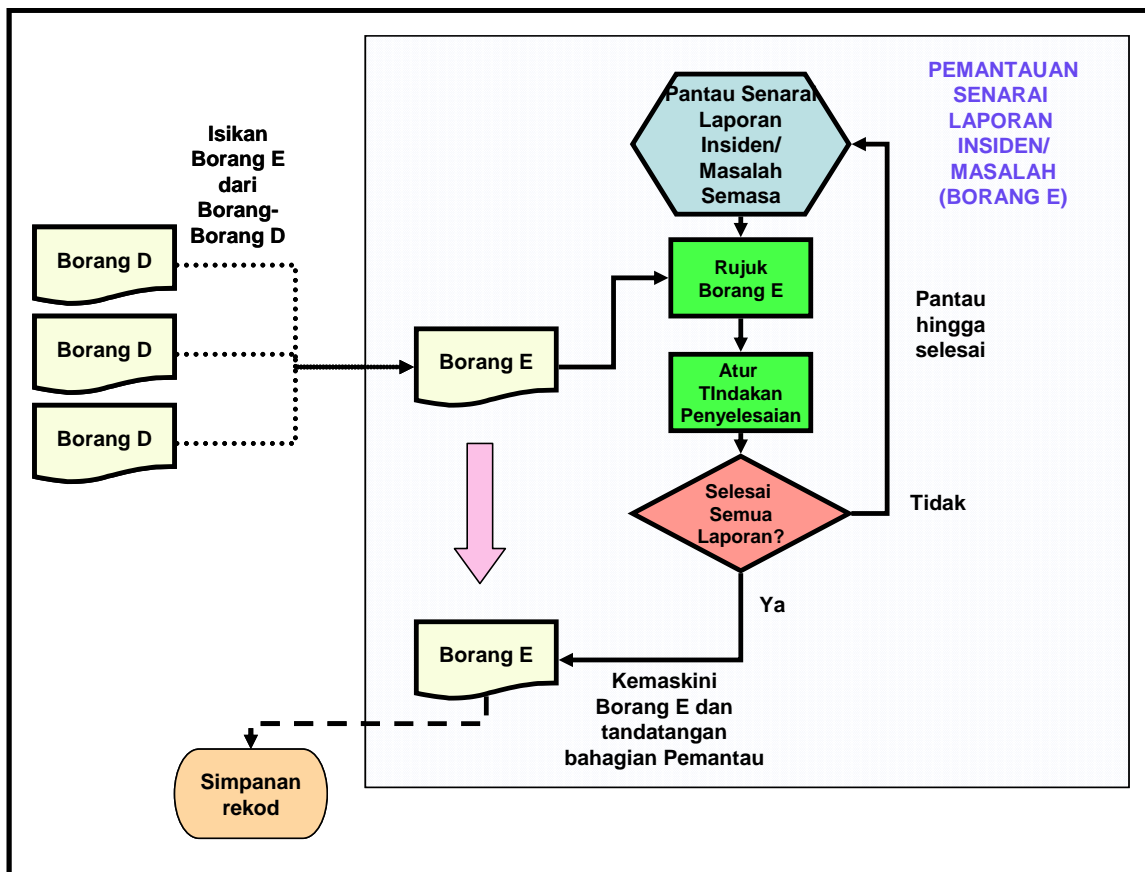 PEMANTAUAN
SENARAI
LAPORAN
INSIDEN/
MASALAH
(BORANG E)
Isikan
Borang E
dari
Borang-
Borang D
Borang D
Borang D
Borang D
Borang E
Pantau Senarai
Laporan
Insiden/
Masalah
Semasa
Rujuk
Borang E
Atur
TIndakan
Penyelesaian
Selesai
Semua
Laporan?
Tidak
Pantau
hingga
selesai
Ya
Borang E
Kemaskini
Borang E dan
tandatangan
bahagian Pemantau
Simpanan
rekod